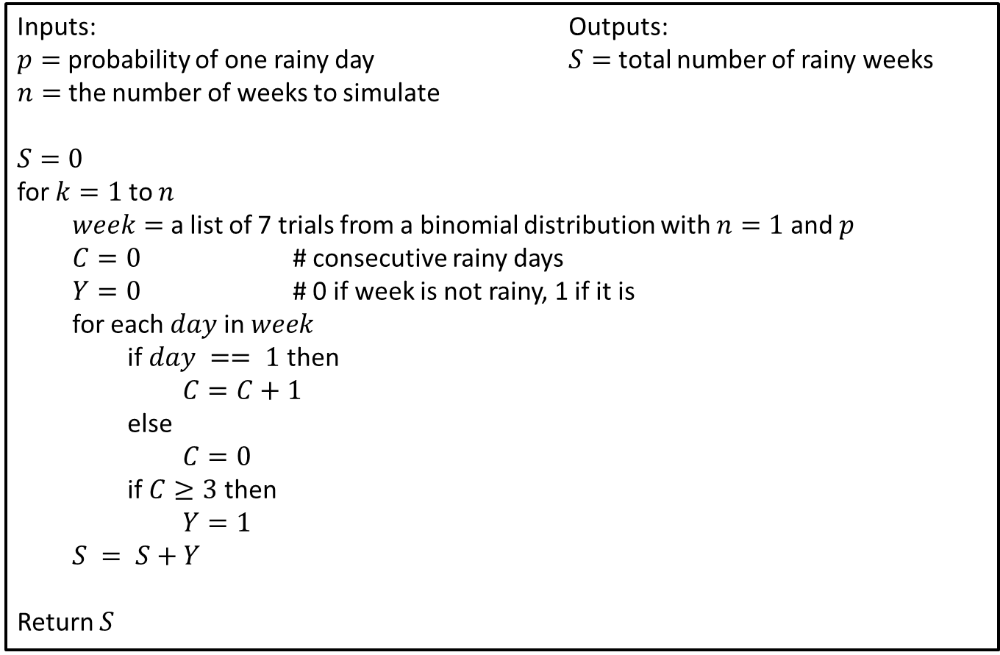 Inputs:
Outputs:
p = probability of one rainy day
S = total number of rainy weeks
n = the number of weeks to simulate
S = 0
for k = 1 to n
week = a list of 7 trials from a binomial distribution with n = 1 and p
C = 0 # consecutive rainy days
Y = 0 # 0 if week is not rainy, 1 if it is
for each day in week
if day == 1 then
C = C + 1
else
C = 0
if C ≥ 3 then
Y = 1
S = S + Y
Return S